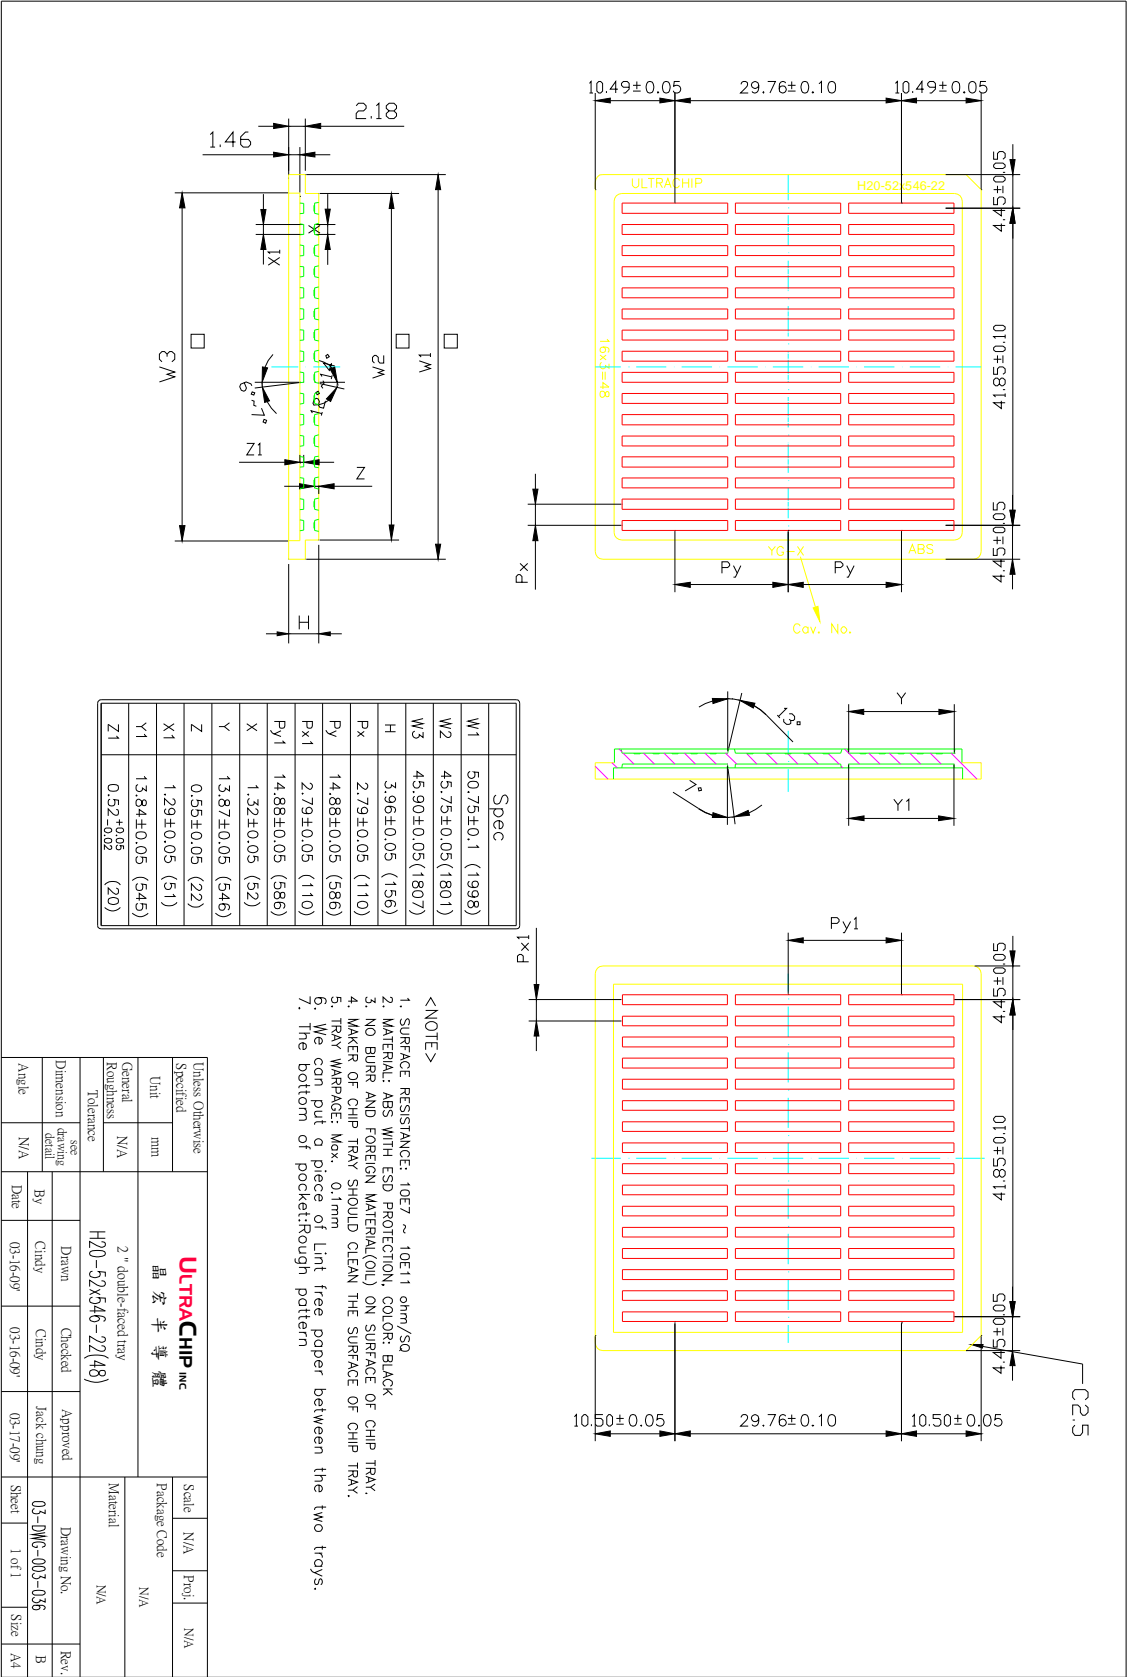 10.49±0.05
29.76±0.10
10.49±0.05
4.45±0.05
41.85±0.10
4.45±0.05
ULTRACHIP
H20-52x546-22
16x3=48
YG-X
ABS
Cav. No.
Px
Py
Py
2.18
1.46
X
X1
W1
W2
W3
6°~7°
Z1
Z
H
Y
Y1
13°
7°
Py1
Px1
4.45±0.05
41.85±0.10
4.45±0.05
C2.5
10.50±0.05
29.76±0.10
10.50±0.05
Spec
W1 50.75±0.1 (1998)
W2 45.75±0.05(1801)
W3 45.90±0.05(1807)
H 3.96±0.05 (156)
Px 2.79±0.05 (110)
Py 14.88±0.05 (586)
Px1 2.79±0.05 (110)
Py1 14.88±0.05 (586)
X 1.32±0.05 (52)
Y 13.87±0.05 (546)
Z 0.55±0.05 (22)
X1 1.29±0.05 (51)
Y1 13.84±0.05 (545)
Z1 0.52 +0.05 -0.02 (20)
<NOTE>
1. SURFACE RESISTANCE: 10E7 ~ 10E11 ohm/SQ
2. MATERIAL: ABS WITH ESD PROTECTION, COLOR: BLACK
3. NO BURR AND FOREIGN MATERIAL(OIL) ON SURFACE OF CHIP TRAY.
4. MAKER OF CHIP TRAY SHOULD CLEAN THE SURFACE OF CHIP TRAY.
5. TRAY WARPAGE: Max. 0.1mm
6. We can put a piece of Lint free paper between the two trays.
7. The bottom of pocket:Rough pattern
Unless Otherwise Specified
Unit mm
General Roughness N/A
Tolerance
Dimension see drawing detail
Angle N/A
ULTRACHIP INC
晶宏半導體
2" double-faced tray
H20-52x546-22(48)
Drawn Checked Approved
By Cindy Cindy Jack chung
Date 03-16-09' 03-16-09' 03-17-09'
Scale N/A Proj. N/A
Package Code N/A
Material N/A
Drawing No. Rev.
03-DWG-003-036 B
Sheet 1 of 1 Size A4